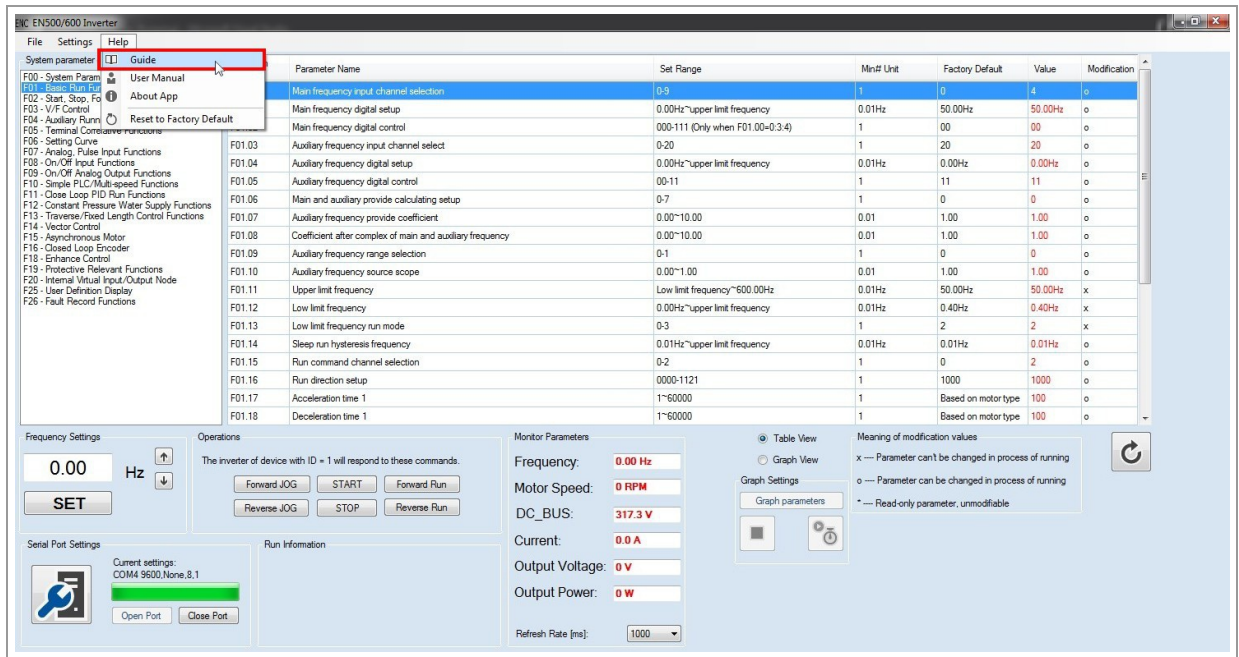 ENC EN500/600 Inverter
File Settings Help
Guide
User Manual
About App
Reset to Factory Default
System parameter
F00 - System Param
F01 - Basic Run Fun
F02 - Start, Stop, Fo
F03 - V/F Control
F04 - Auxiliary Runn
F05 - Terminal Correlative Functions
F06 - Setting Curve
F07 - Analog, Pulse Input Functions
F08 - On/Off Input Functions
F09 - On/Off Analog Output Functions
F10 - Simple PLC/Multi-speed Functions
F11 - Close Loop PID Run Functions
F12 - Constant Pressure Water Supply Functions
F13 - Traverse/Fixed Length Control Functions
F14 - Vector Control
F15 - Asynchronous Motor
F16 - Closed Loop Encoder
F18 - Enhance Control
F19 - Protective Relevant Functions
F20 - Internal Virtual Input/Output Node
F25 - User Definition Display
F26 - Fault Record Functions
Parameter Name Set Range Min# Unit Factory Default Value Modification
Main frequency input channel selection 0-9 1 0 4 o
Main frequency digital setup 0.00Hz~upper limit frequency 0.01Hz 50.00Hz 50.00Hz o
Main frequency digital control 000-111 (Only when F01.00=0:3:4) 1 00 00 o
F01.03 Auxiliary frequency input channel select 0-20 1 20 20 o
F01.04 Auxiliary frequency digital setup 0.00Hz~upper limit frequency 0.01Hz 0.00Hz 0.00Hz o
F01.05 Auxiliary frequency digital control 00-11 1 11 11 o
F01.06 Main and auxiliary provide calculating setup 0-7 1 0 0 o
F01.07 Auxiliary frequency provide coefficient 0.00~10.00 0.01 1.00 1.00 o
F01.08 Coefficient after complex of main and auxiliary frequency 0.00~10.00 0.01 1.00 1.00 o
F01.09 Auxiliary frequency range selection 0-1 1 0 0 o
F01.10 Auxiliary frequency source scope 0.00~1.00 0.01 1.00 1.00 o
F01.11 Upper limit frequency Low limit frequency~600.00Hz 0.01Hz 50.00Hz 50.00Hz x
F01.12 Low limit frequency 0.00Hz~upper limit frequency 0.01Hz 0.40Hz 0.40Hz x
F01.13 Low limit frequency run mode 0-3 1 2 2 x
F01.14 Sleep run hysteresis frequency 0.01Hz~upper limit frequency 0.01Hz 0.01Hz 0.01Hz o
F01.15 Run command channel selection 0-2 1 0 2 o
F01.16 Run direction setup 0000-1121 1 1000 1000 o
F01.17 Acceleration time 1 1~60000 1 Based on motor type 100 o
F01.18 Deceleration time 1 1~60000 1 Based on motor type 100 o
Frequency Settings
0.00 Hz
SET
Operations
The inverter of device with ID = 1 will respond to these commands.
Forward JOG START Forward Run
Reverse JOG STOP Reverse Run
Serial Port Settings
Current settings:
COM4 9600,None,8,1
Open Port Close Port
Run Information
Monitor Parameters
Frequency: 0.00 Hz
Motor Speed: 0 RPM
DC_BUS: 317.3 V
Current: 0.0 A
Output Voltage: 0 V
Output Power: 0 W
Refresh Rate [ms]: 1000
Table View
Graph View
Graph Settings
Graph parameters
Meaning of modification values
x --- Parameter can't be changed in process of running
o --- Parameter can be changed in process of running
* --- Read-only parameter, unmodifiable